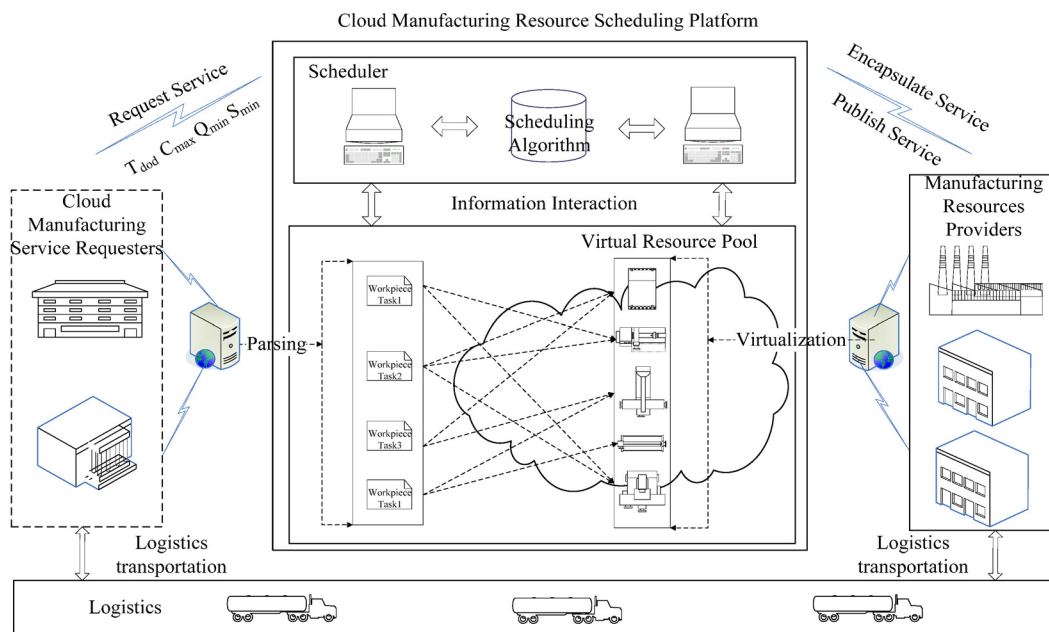 Cloud Manufacturing Resource Scheduling Platform
Request Service
T_dod C_max Q_min S_min
Scheduler
Scheduling
Algorithm
Encapsulate Service
Publish Service
Information Interaction
Cloud
Manufacturing
Service Requesters
Virtual Resource Pool
Manufacturing
Resources
Providers
Parsing
Workpiece
Task1
Workpiece
Task2
Workpiece
Task3
Workpiece
Task1
Virtualization
Logistics
transportation
Logistics
transportation
Logistics